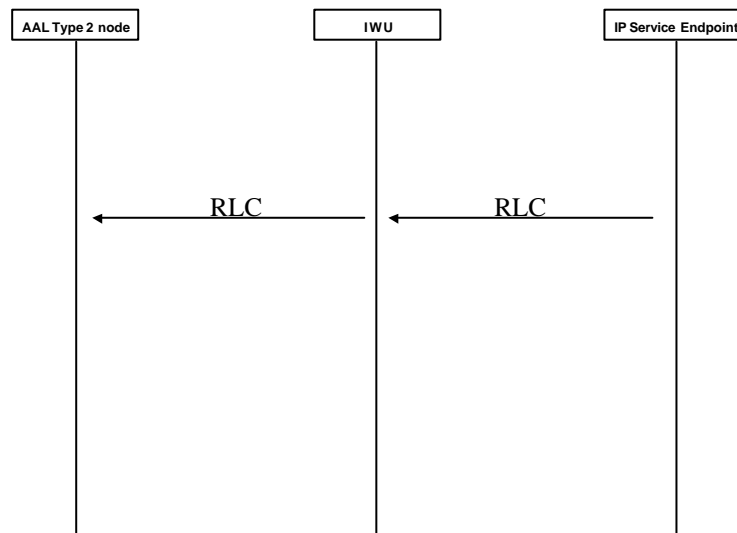 AAL Type 2 node
IWU
IP Service Endpoint
RLC
RLC